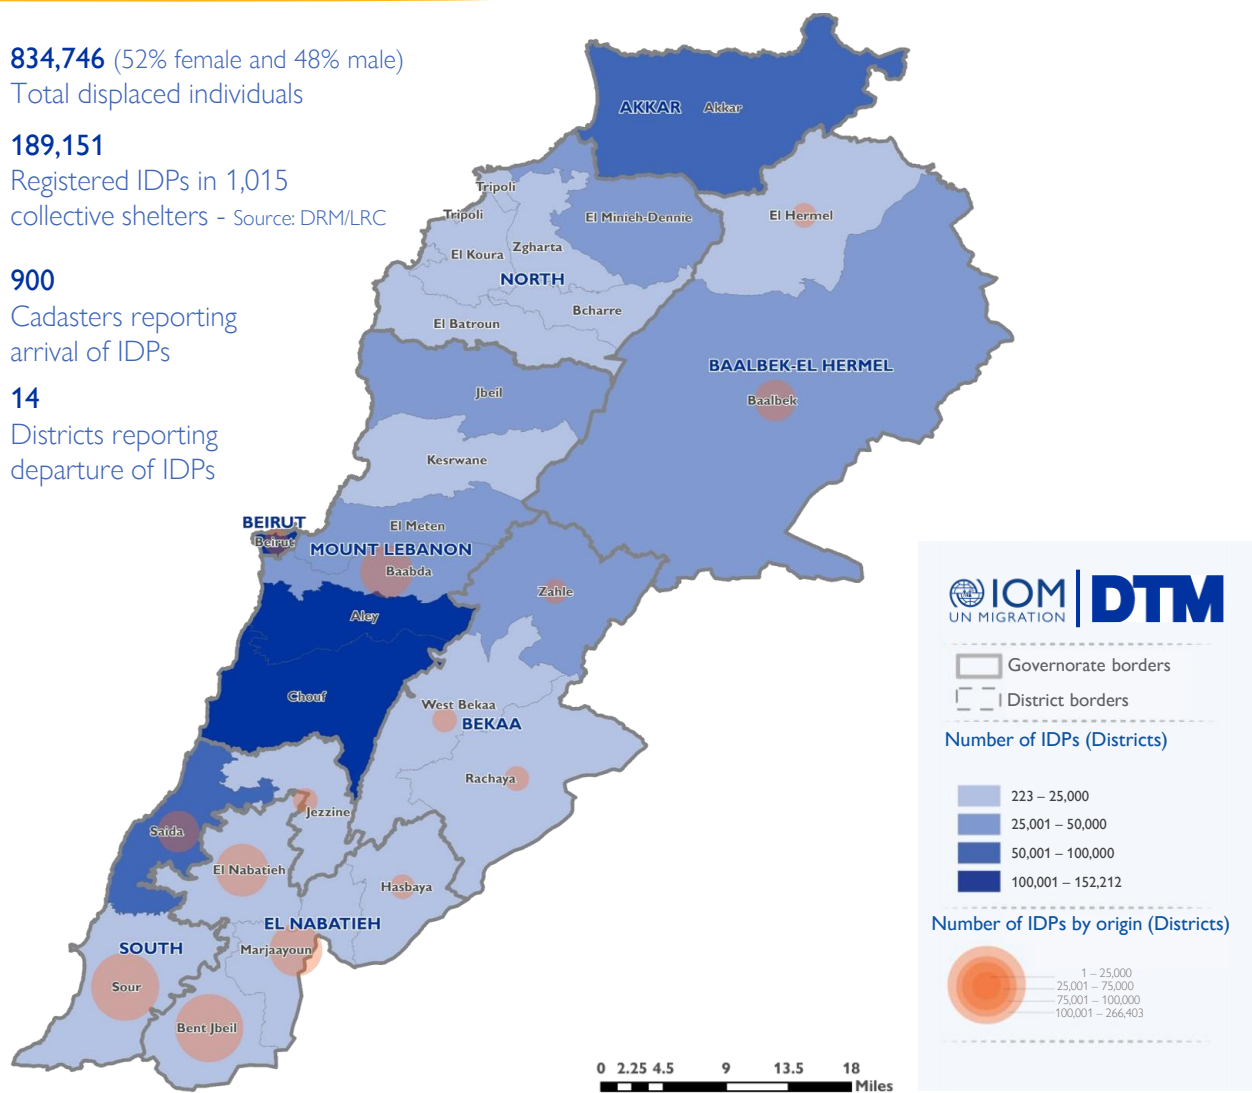 834,746 (52% female and 48% male)
Total displaced individuals
189,151
Registered IDPs in 1,015
collective shelters - Source: DRM/LRC
900
Cadasters reporting
arrival of IDPs
14
Districts reporting
departure of IDPs
AKKAR Akkar
Tripoli
Tripoli
El Minieh-Dennie
El Hermel
El Koura
Zgharta
NORTH
Bcharre
El Batroun
BAALBEK-EL HERMEL
Baalbek
Jbeil
Kesrwane
BEIRUT
Beirut
El Meten
MOUNT LEBANON
Baabda
Zahle
Aley
Chouf
West Bekaa
BEKAA
Rachaya
Jezzine
Saida
El Nabatieh
Hasbaya
EL NABATIEH
SOUTH
Marjaayoun
Sour
Bent Jbeil
0 2.25 4.5 9 13.5 18
Miles
IOM
UN MIGRATION
DTM
Governorate borders
District borders
Number of IDPs (Districts)
223 – 25,000
25,001 – 50,000
50,001 – 100,000
100,001 – 152,212
Number of IDPs by origin (Districts)
1 – 25,000
25,001 – 75,000
75,001 – 100,000
100,001 – 266,403